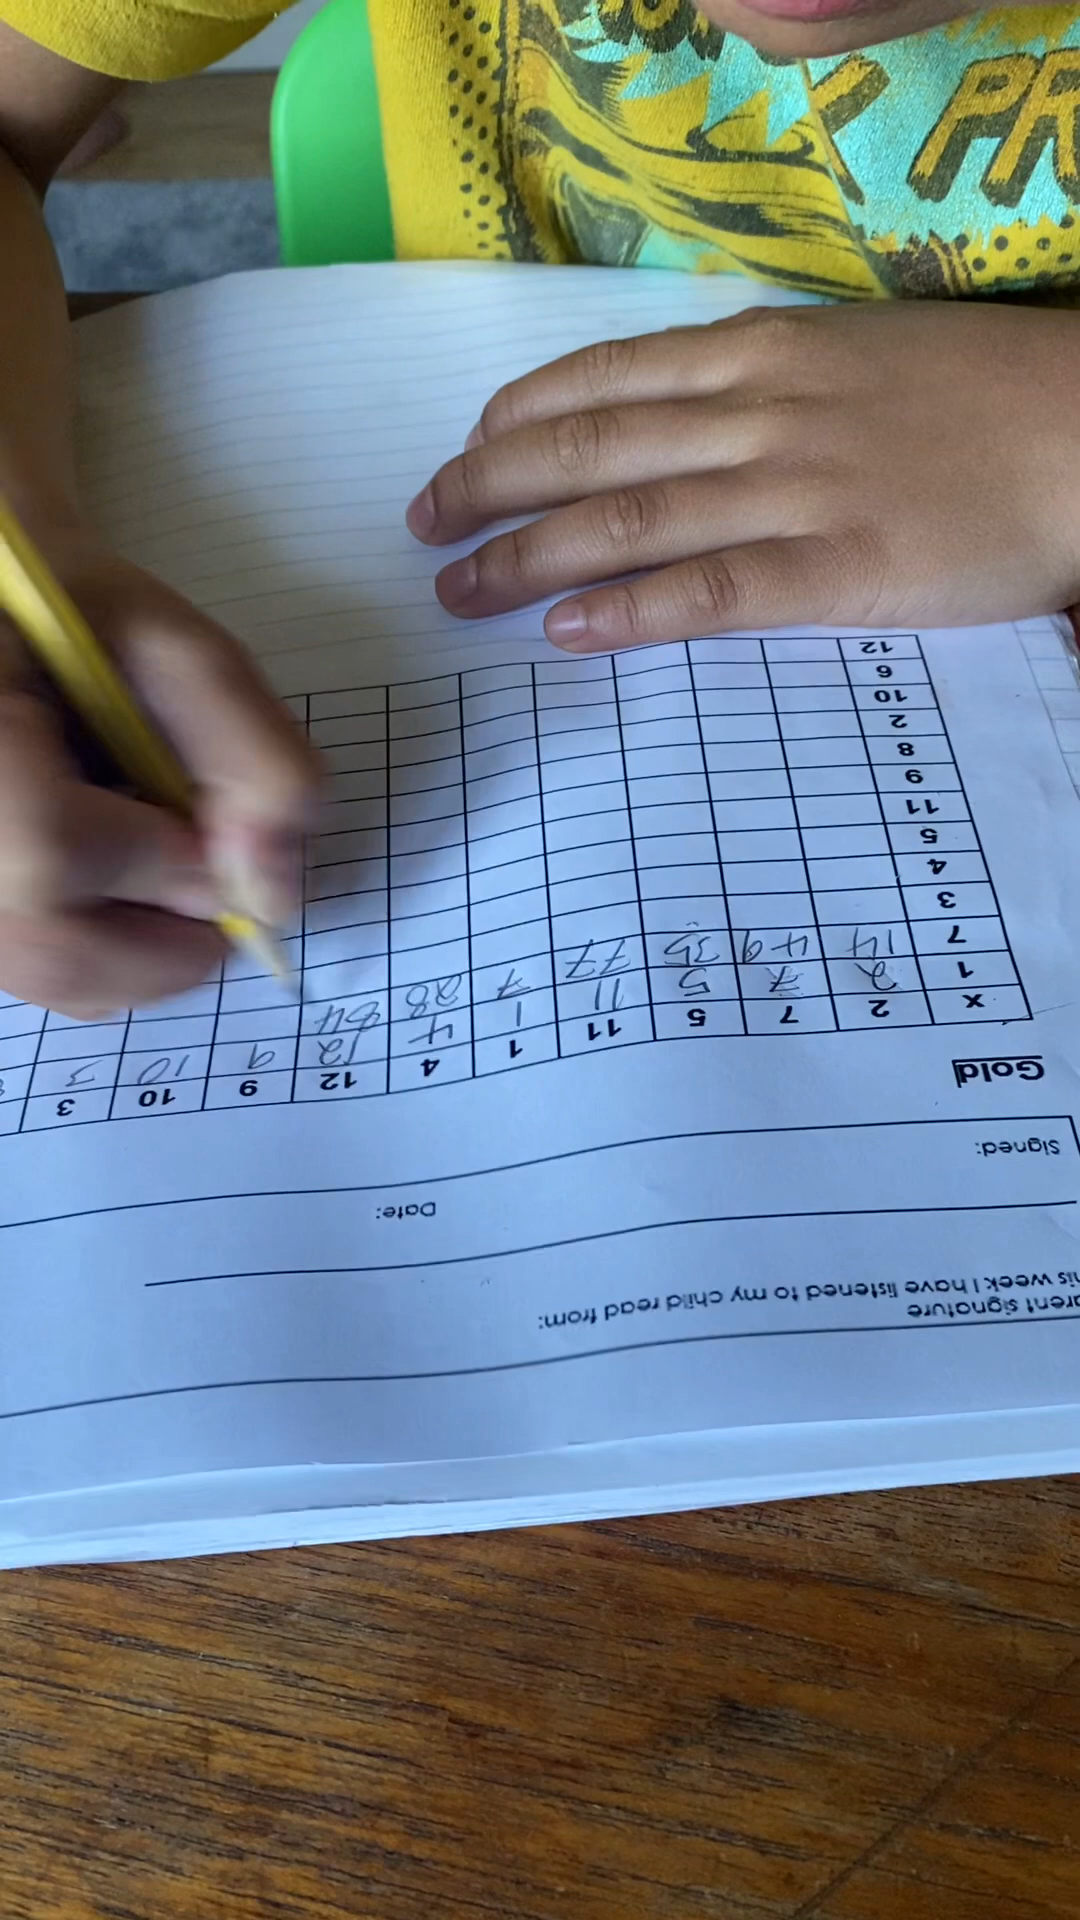 arent signature
his week I have listened to my child read from:
Signed: Date:
Gold
x 2 7 5 11 1 4 12 9 10 3
1 2 7 5 11 1 4 12 9 10 3
7 14 49 35 77 7 28 84
3
4
5
11
9
8
2
10
6
12
PR